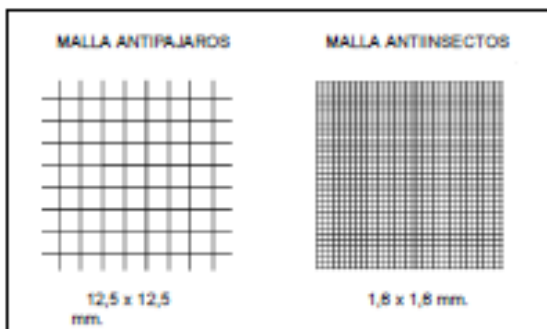 MALLA ANTIPAJAROS
MALLA ANTIINSECTOS
12,5 x 12,5
mm.
1,8 x 1,8 mm.